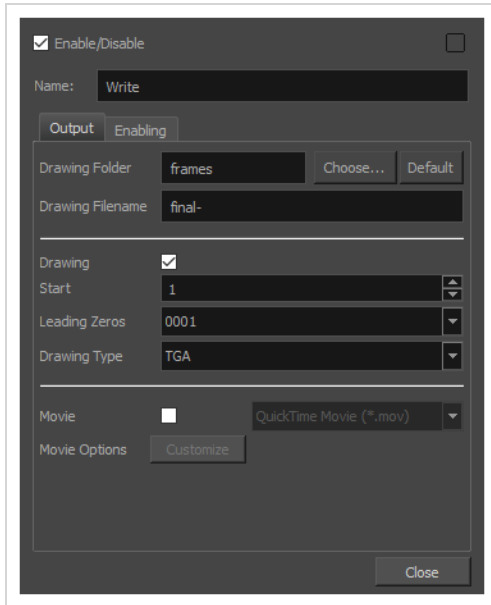 Enable/Disable
Name: Write
Output Enabling
Drawing Folder frames Choose... Default
Drawing Filename final-
Drawing
Start 1
Leading Zeros 0001
Drawing Type TGA
Movie QuickTime Movie (*.mov)
Movie Options Customize
Close